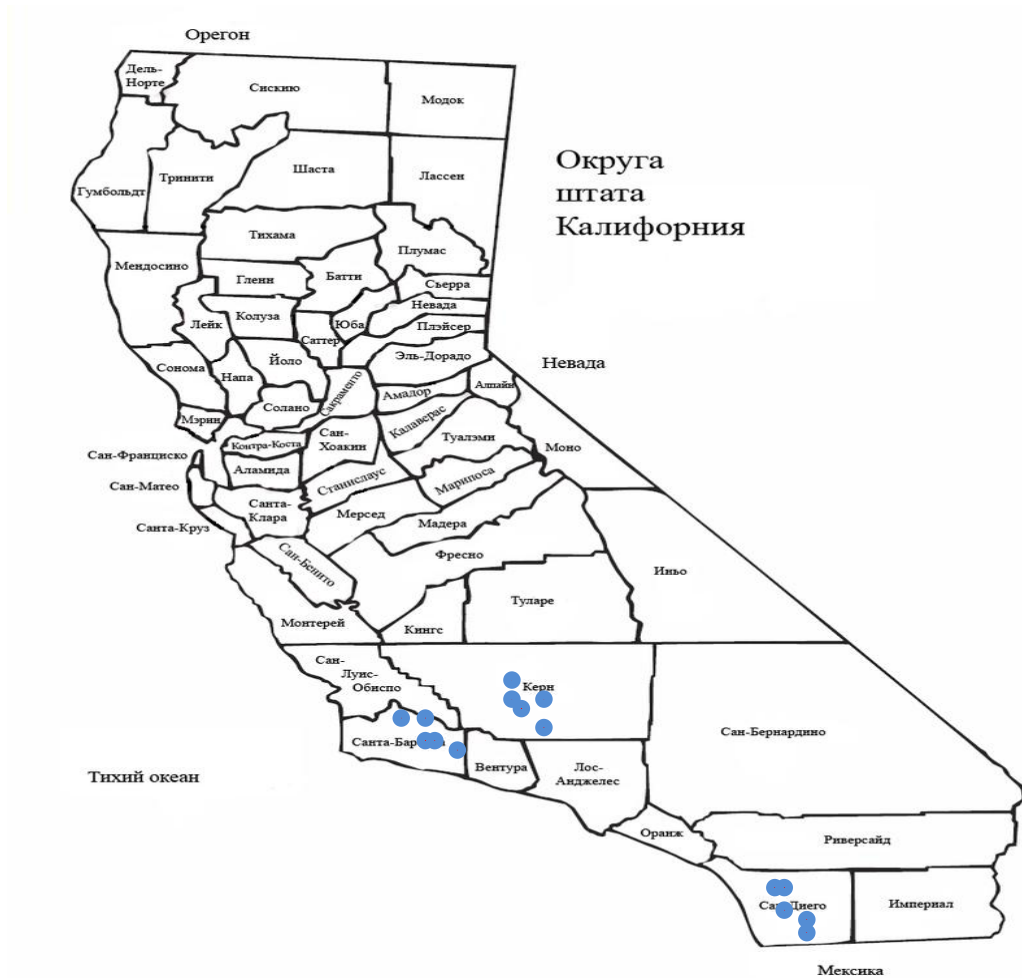 Орегон
Дель-
Норте
Сискию
Модок
Гумбольдт
Тринити
Шаста
Лассен
Округа
штата
Калифорния
Тихама
Плумас
Мендосино
Гленн
Батти
Сьерра
Невада
Колуза
Юба
Лейк
Плэйсер
Саттер
Эль-Дорадо
Невада
Сонома
Напа
Йоло
Сакраменто
Амадор
Алпайн
Солано
Мэрин
Калаверас
Контра-Коста
Сан-
Хоакин
Туалэми
Моно
Сан-Франциско
Аламида
Станислаус
Марипоса
Сан-Матео
Санта-
Клара
Мерсед
Мадера
Санта-Круз
Сан-Бенито
Фресно
Иньо
Туларе
Монтерей
Кингс
Сан-
Луис-
Обиспо
Керн
Сан-Бернардино
Тихий океан
Вентура
Лос-
Анджелес
Оранж
Риверсайд
Империал
Мексика